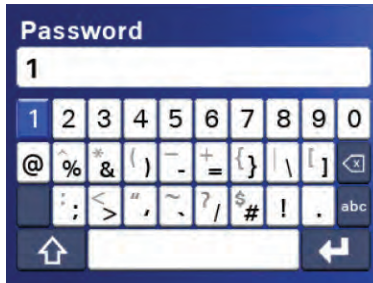 Password
1
1 2 3 4 5 6 7 8 9 0
@ ^ % * & ( ) ¯ - + = { } | \ [ ]
: ; < > " , ~ ` ? / $ # ! . abc